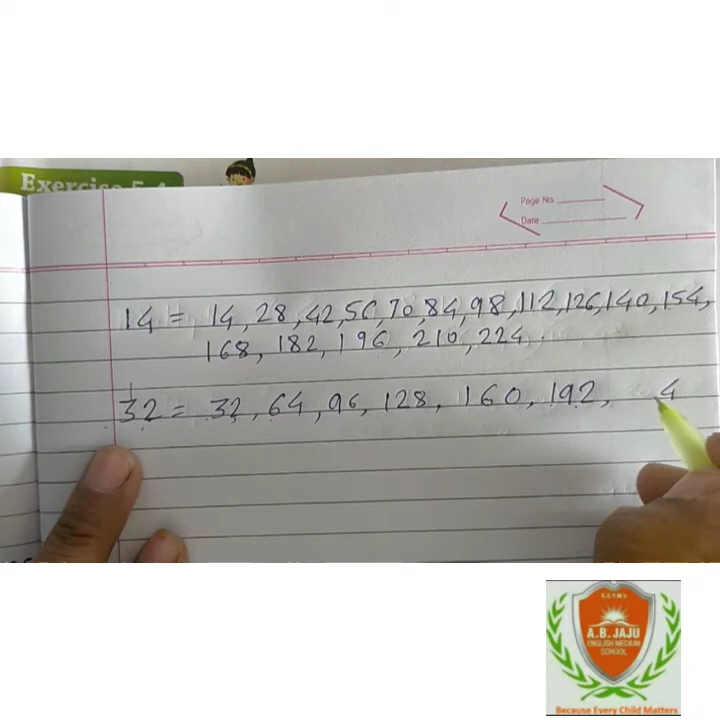 Exercise 5.4
Page No.
Date
14 = 14, 28, 42, 56, 70, 84, 98, 112, 126, 140, 154,
168, 182, 196, 210, 224.
1
32 = 32, 64, 96, 128, 160, 192, 4
A.B. JAJU
ENGLISH MEDIUM
SCHOOL
Because Every Child Matters